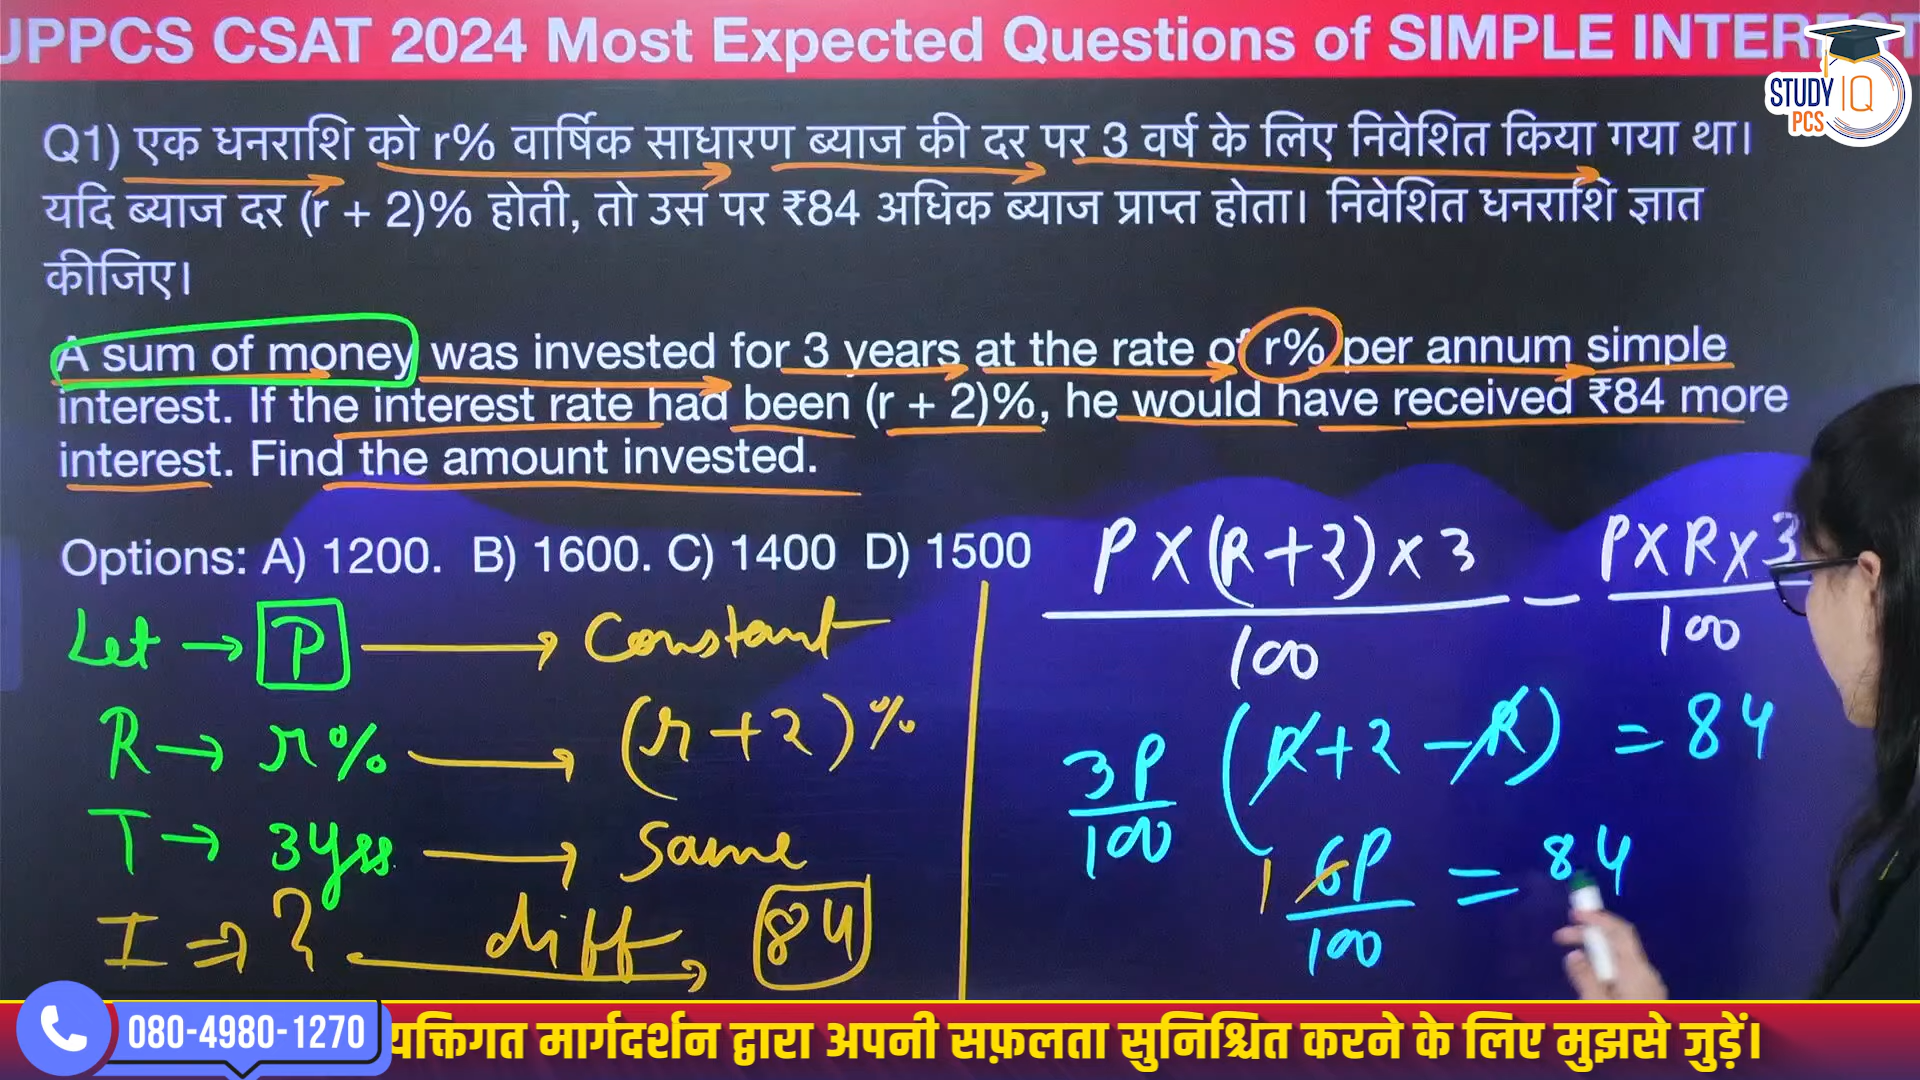 UPPCS CSAT 2024 Most Expected Questions of SIMPLE INTEREST
STUDY IQ
PCS
Q1) एक धनराशि को r% वार्षिक साधारण ब्याज की दर पर 3 वर्ष के लिए निवेशित किया गया था।
यदि ब्याज दर (r + 2)% होती, तो उस पर ₹84 अधिक ब्याज प्राप्त होता। निवेशित धनराशि ज्ञात
कीजिए।
A sum of money was invested for 3 years at the rate of r% per annum simple
interest. If the interest rate had been (r + 2)%, he would have received ₹84 more
interest. Find the amount invested.
Options: A) 1200. B) 1600. C) 1400 D) 1500
Let → P → Constant
R → r% → (r+2)%
T → 3yrs → Same
I ⇒ ? diff → 84
P×(R+2)×3 − P×R×3
100 100
3P (R+2−R) = 84
100
1 6P = 84
100
080-4980-1270
यक्तिगत मार्गदर्शन द्वारा अपनी सफ़लता सुनिश्चित करने के लिए मुझसे जुड़ें।